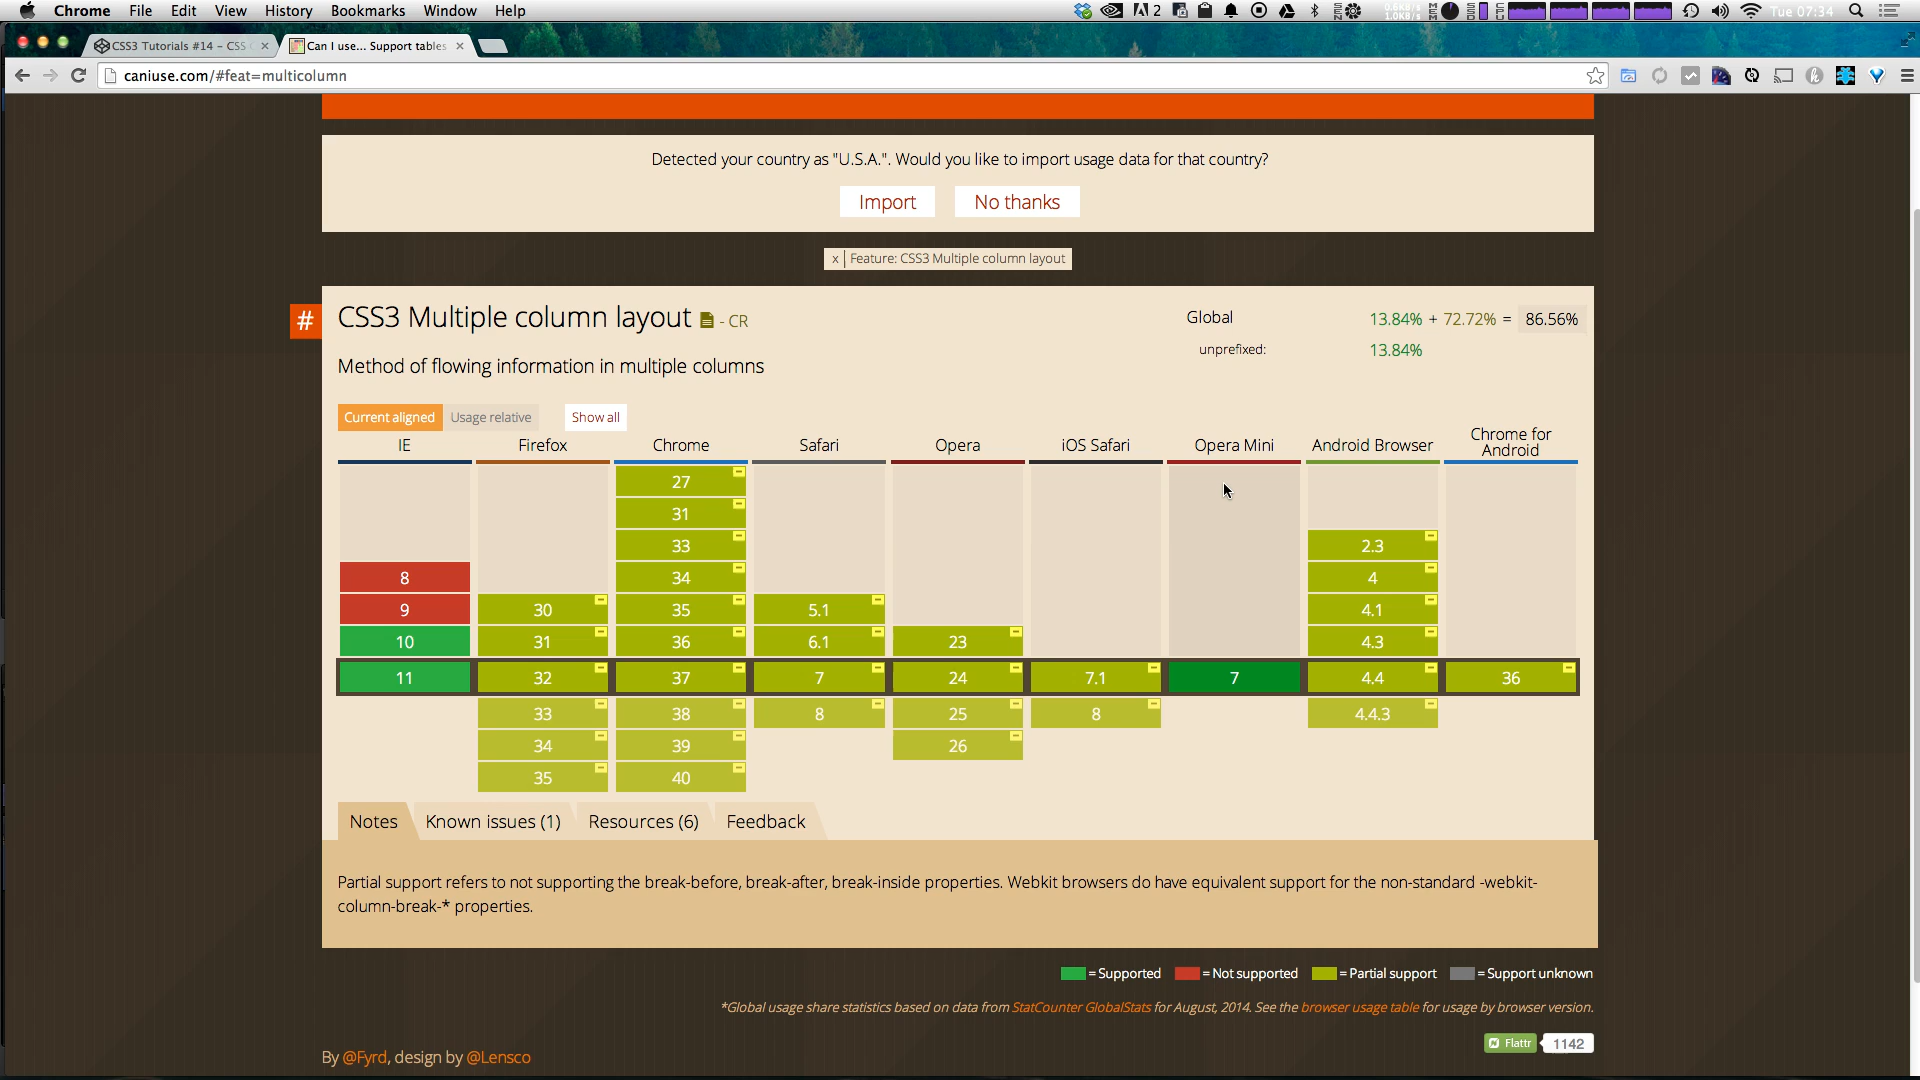 Chrome File Edit View History Bookmarks Window Help
2
Tue 07:34
CSS3 Tutorials #14 – CSS
Can I use... Support tables
caniuse.com/#feat=multicolumn
Detected your country as "U.S.A.". Would you like to import usage data for that country?
Import No thanks
x | Feature: CSS3 Multiple column layout
# CSS3 Multiple column layout - CR
Global 13.84% + 72.72% = 86.56%
unprefixed: 13.84%
Method of flowing information in multiple columns
Current aligned Usage relative Show all
IE Firefox Chrome Safari Opera iOS Safari Opera Mini Android Browser Chrome for Android
27
31
33 2.3
8 34 4
9 30 35 5.1 4.1
10 31 36 6.1 23 4.3
11 32 37 7 24 7.1 7 4.4 36
33 38 8 25 8 4.4.3
34 39 26
35 40
Notes Known issues (1) Resources (6) Feedback
Partial support refers to not supporting the break-before, break-after, break-inside properties. Webkit browsers do have equivalent support for the non-standard -webkit-
column-break-* properties.
= Supported = Not supported = Partial support = Support unknown
*Global usage share statistics based on data from StatCounter GlobalStats for August, 2014. See the browser usage table for usage by browser version.
Flattr 1142
By @Fyrd, design by @Lensco